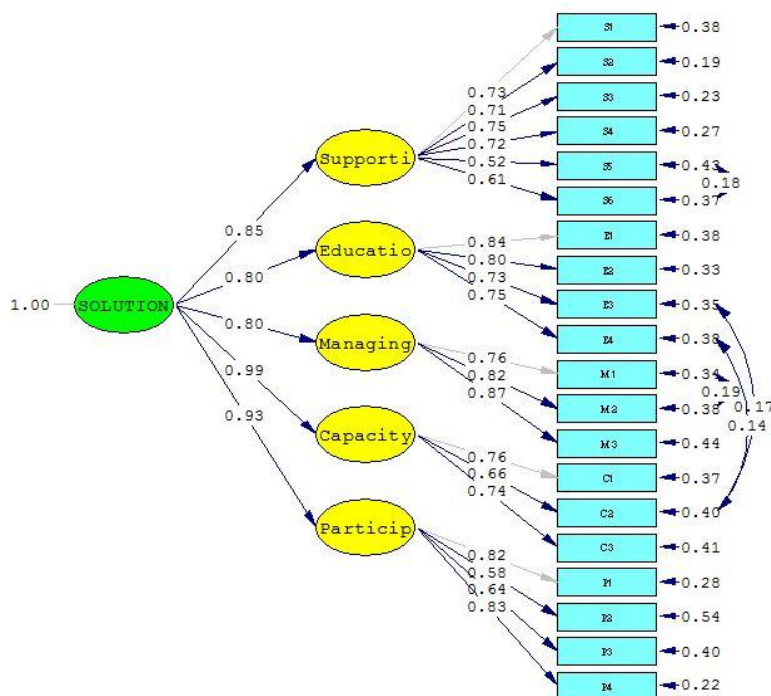 S1
0.38
S2
0.19
S3
0.23
S4
0.27
S5
0.43
0.18
S6
0.37
0.73
0.71
0.75
0.72
0.52
0.61
Supporti
0.85
E1
0.38
E2
0.33
E3
0.35
E4
0.38
0.84
0.80
0.73
0.75
Educatio
0.80
1.00
SOLUTION
M1
0.34
0.19
M2
0.38
M3
0.44
0.17
0.14
0.76
0.82
0.87
Managing
0.80
C1
0.37
C2
0.40
C3
0.41
0.76
0.66
0.74
Capacity
0.99
P1
0.28
P2
0.54
P3
0.40
P4
0.22
0.82
0.58
0.64
0.83
Particip
0.93